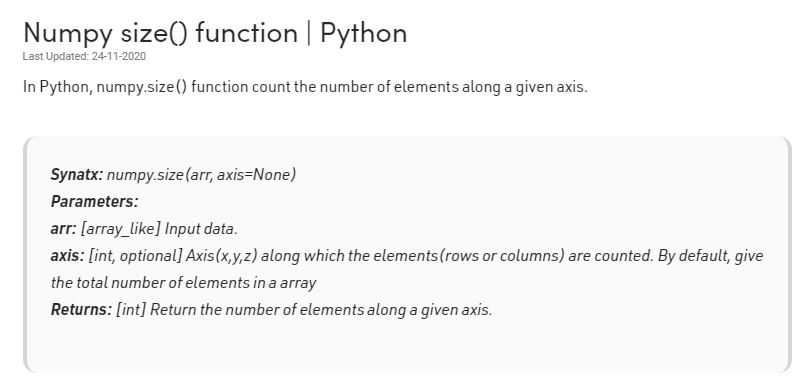 Numpy size() function | Python
Last Updated: 24-11-2020
In Python, numpy.size() function count the number of elements along a given axis.
Synatx: numpy.size(arr, axis=None)
Parameters:
arr: [array_like] Input data.
axis: [int, optional] Axis(x,y,z) along which the elements(rows or columns) are counted. By default, give
the total number of elements in a array
Returns: [int] Return the number of elements along a given axis.